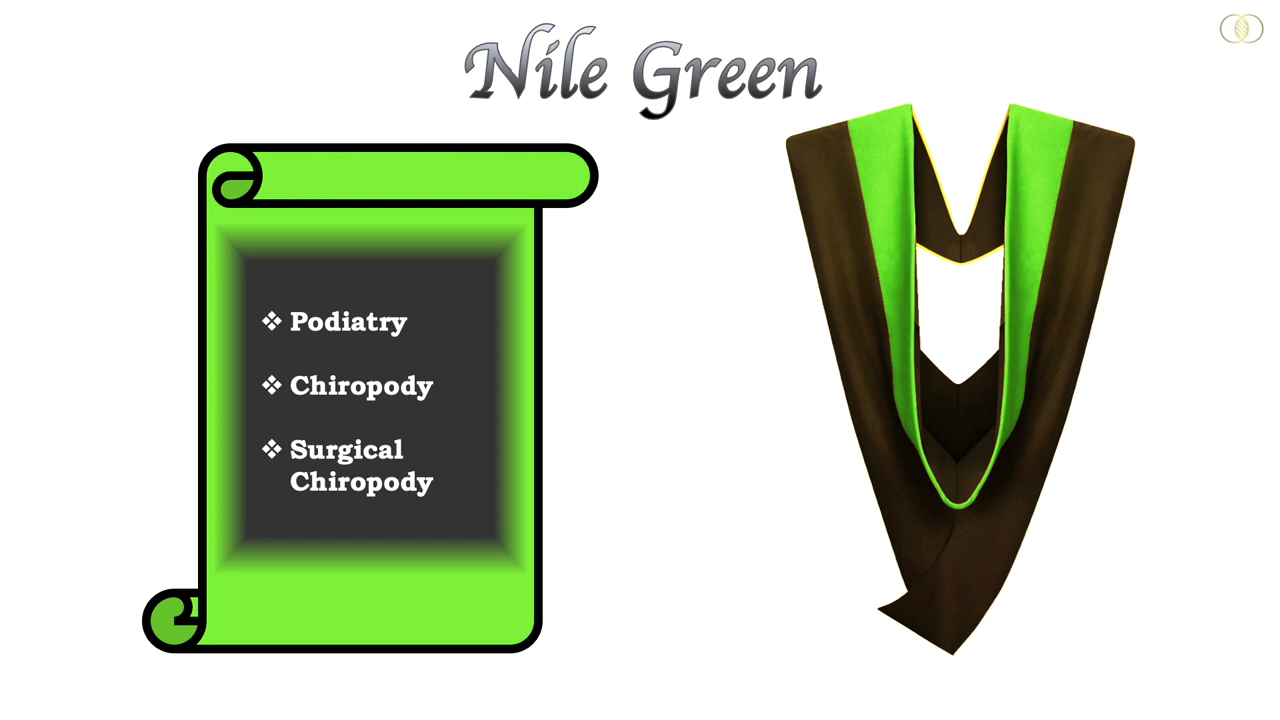 Nile Green
❖ Podiatry
❖ Chiropody
❖ Surgical
Chiropody